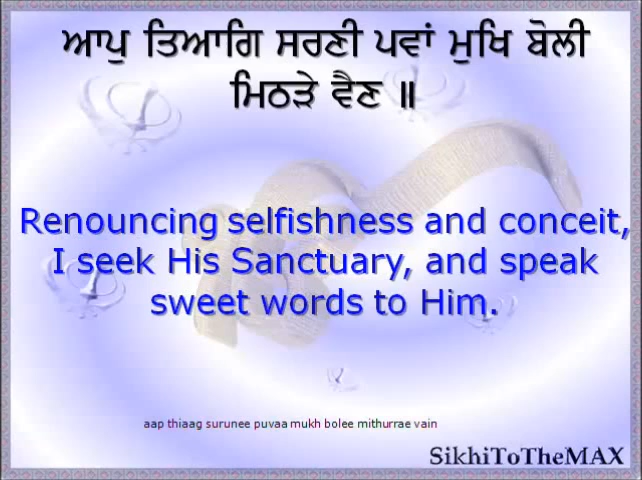 ਆਪੁ ਤਿਆਗਿ ਸਰਣੀ ਪਵਾਂ ਮੁਖਿ ਬੋਲੀ
ਮਿਠੜੇ ਵੈਣ ॥
Renouncing selfishness and conceit,
I seek His Sanctuary, and speak
sweet words to Him.
aap thiaag surunee puvaa mukh bolee mithurrae vain
SikhiToTheMAX